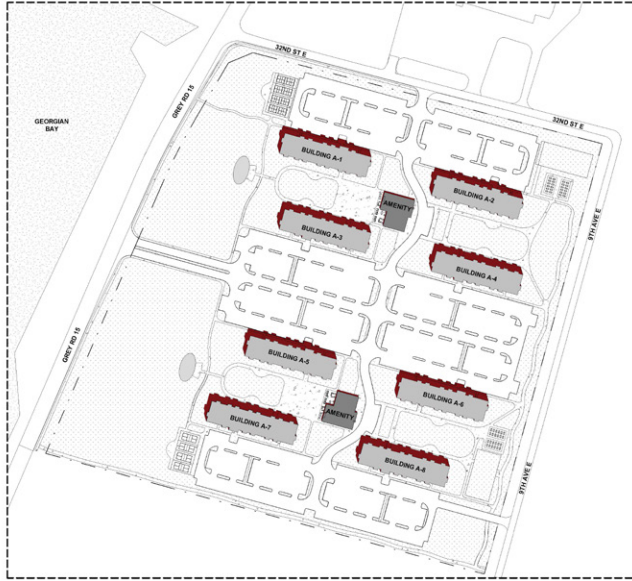 32ND ST E
GREY RD 15
GEORGIAN
BAY
32ND ST E
BUILDING A-1
BUILDING A-2
AMENITY
BUILDING A-3
9TH AVE E
BUILDING A-4
GREY RD 15
BUILDING A-5
BUILDING A-6
AMENITY
BUILDING A-7
BUILDING A-8
9TH AVE E